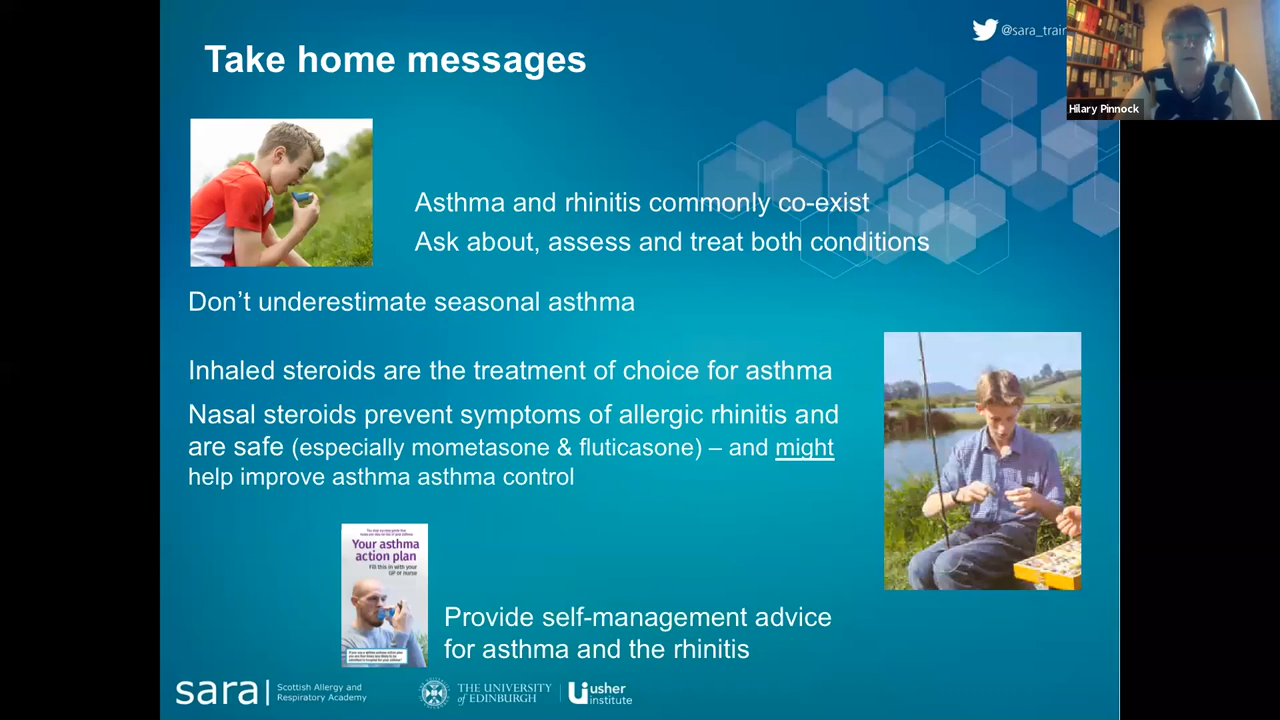 @sara_trai
Hilary Pinnock
Take home messages
Asthma and rhinitis commonly co-exist
Ask about, assess and treat both conditions
Don’t underestimate seasonal asthma
Inhaled steroids are the treatment of choice for asthma
Nasal steroids prevent symptoms of allergic rhinitis and
are safe (especially mometasone & fluticasone) – and might
help improve asthma asthma control
Your asthma
action plan
Fill this in with your
GP or nurse
Provide self-management advice
for asthma and the rhinitis
sara
Scottish Allergy and
Respiratory Academy
THE UNIVERSITY
of EDINBURGH
usher
institute